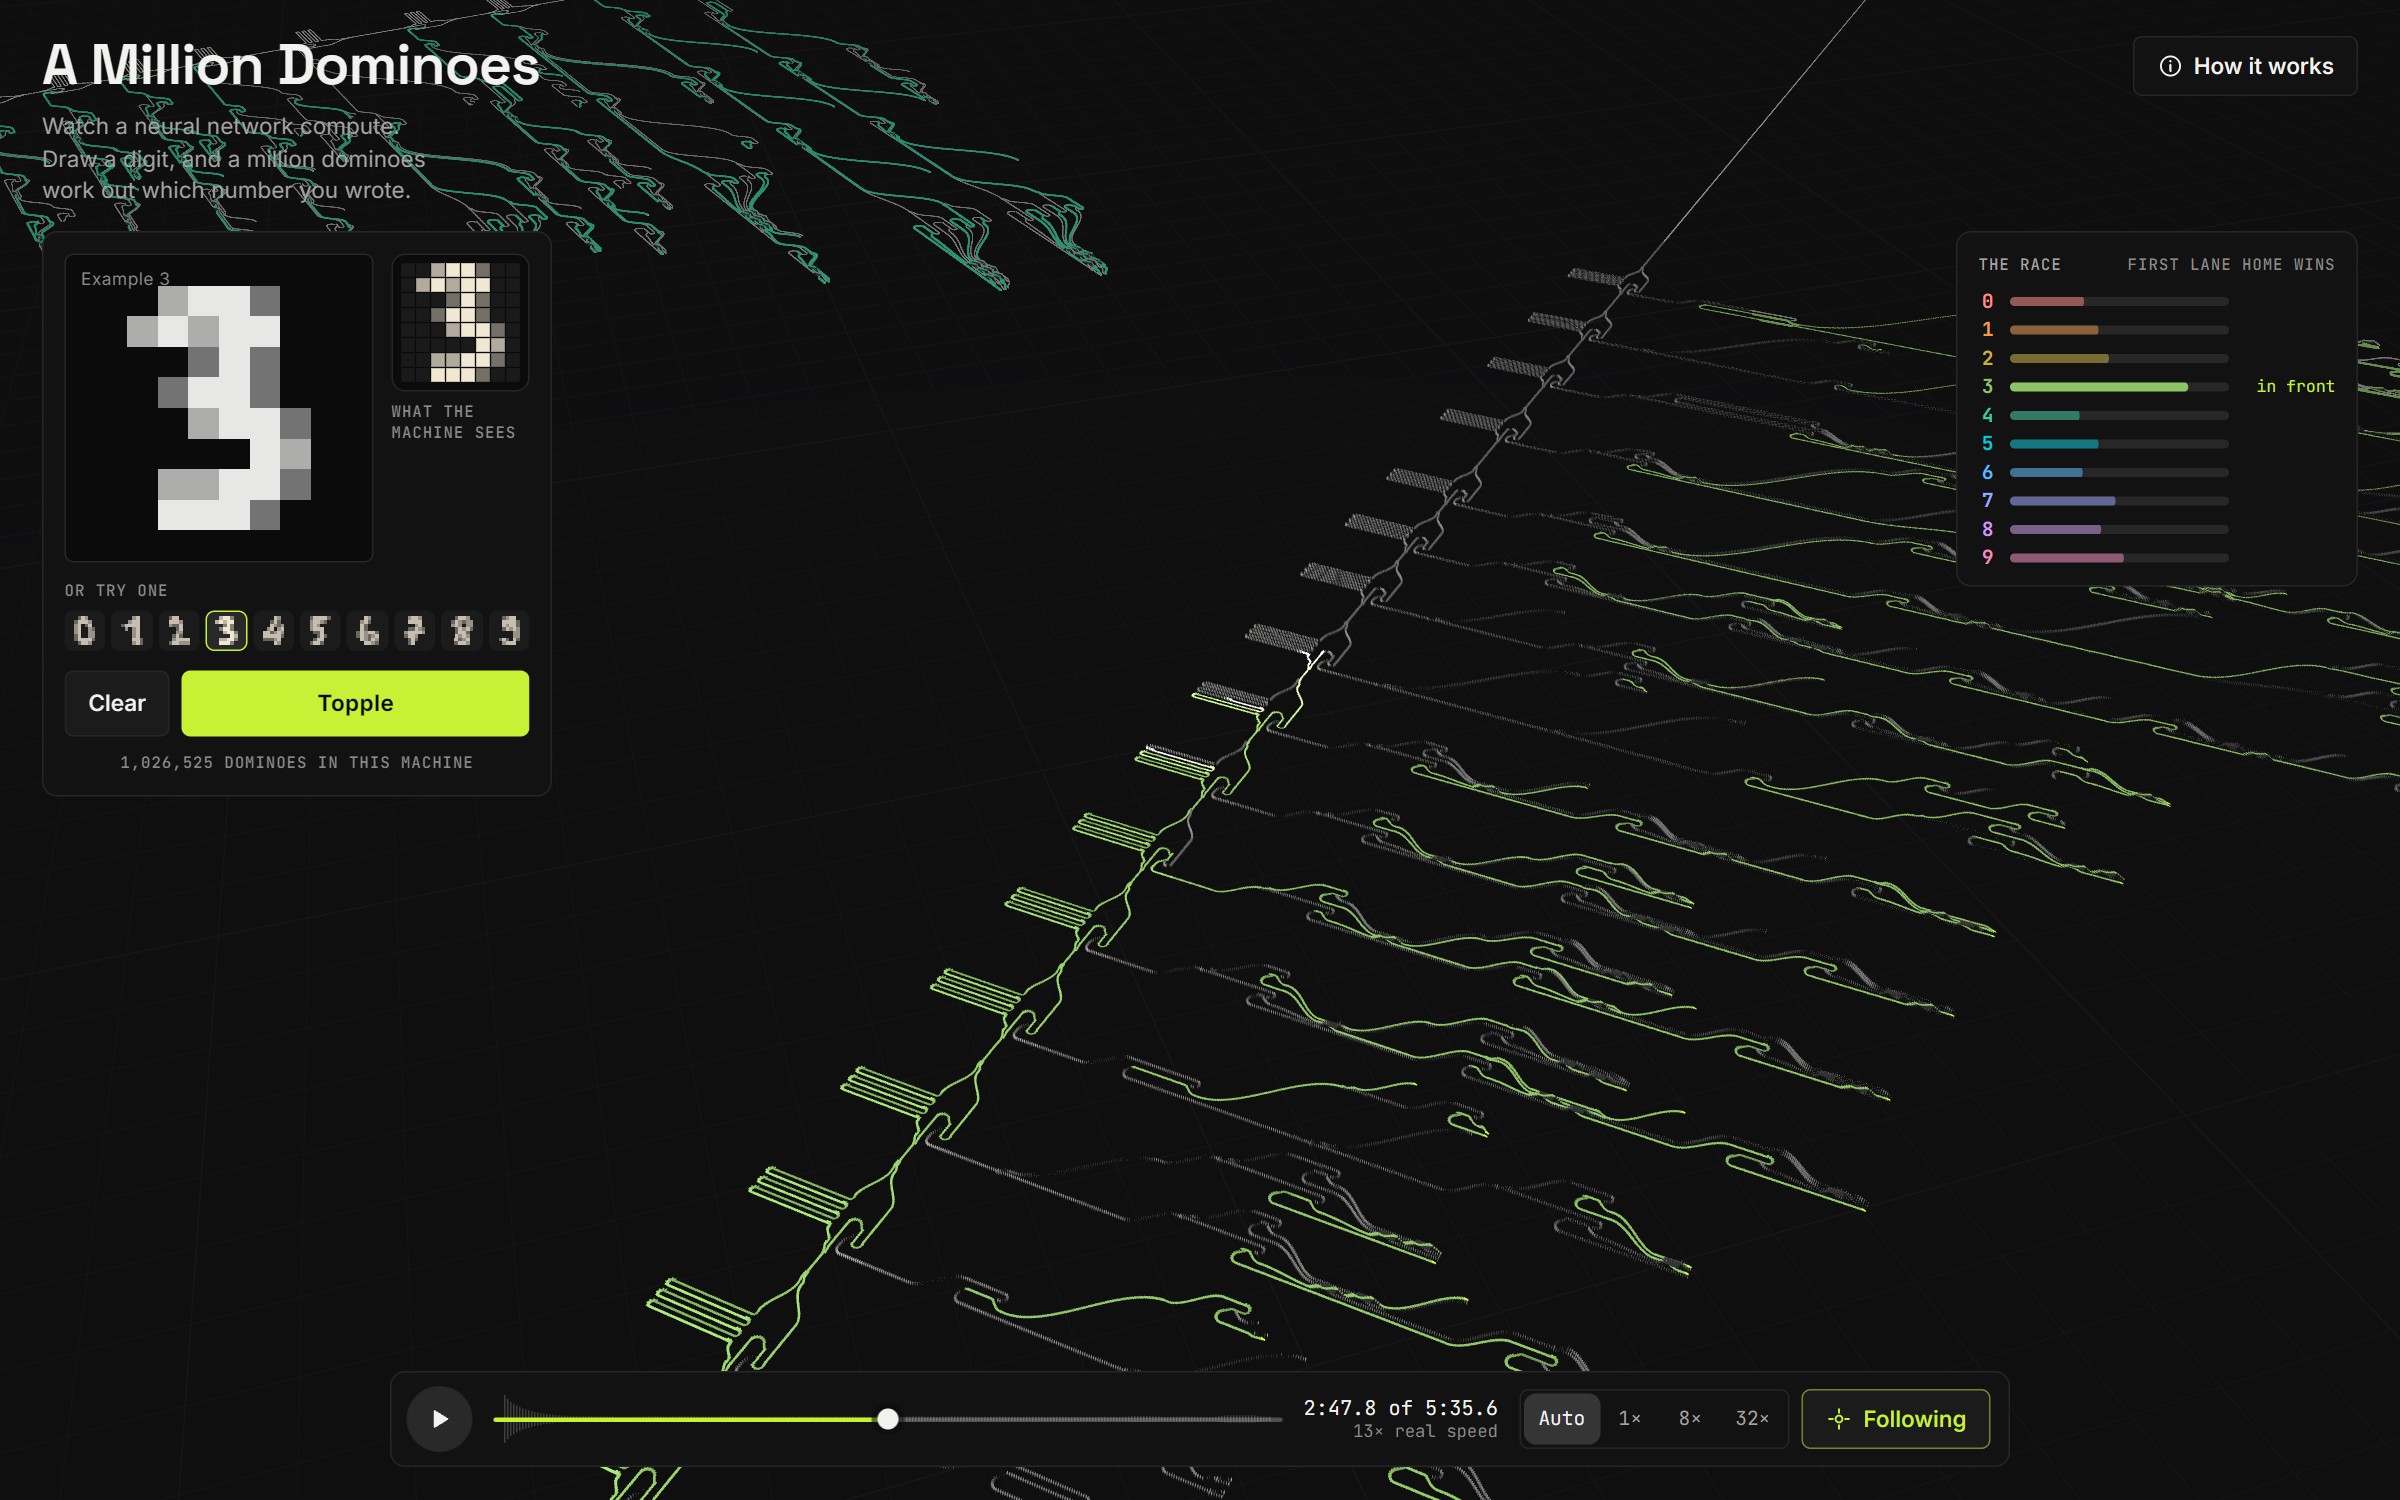 A Million Dominoes
Watch a neural network compute.
Draw a digit, and a million dominoes
work out which number you wrote.
How it works
Example 3
WHAT THE
MACHINE SEES
OR TRY ONE
0 1 2 3 4 5 6 7 8 9
Clear
Topple
1,026,525 DOMINOES IN THIS MACHINE
THE RACE FIRST LANE HOME WINS
0
1
2
3 in front
4
5
6
7
8
9
2:47.8 of 5:35.6
13× real speed
Auto 1× 8× 32×
Following